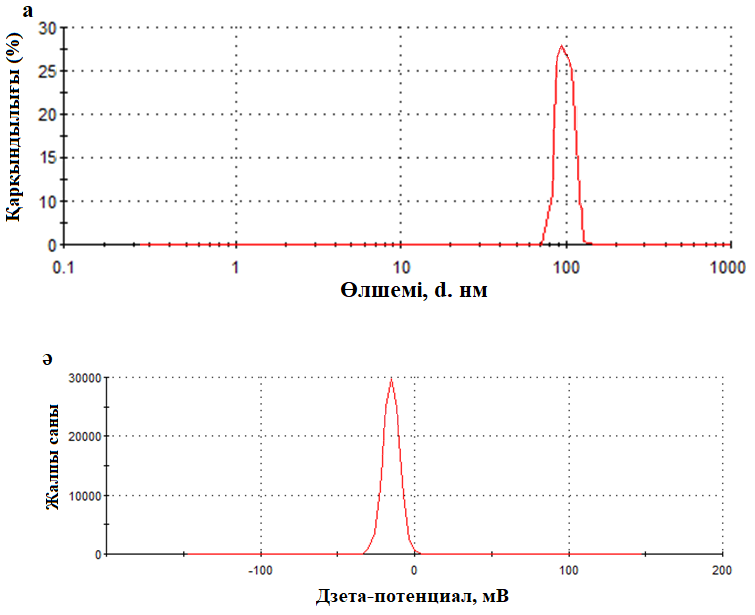 а
Қарқындылығы (%)
30
25
20
15
10
0
0.1 1 10 100 1000
Өлшемі, d. нм
ә
Жалпы саны
30000
20000
10000
0
-100 0 100 200
Дзета-потенциал, мВ